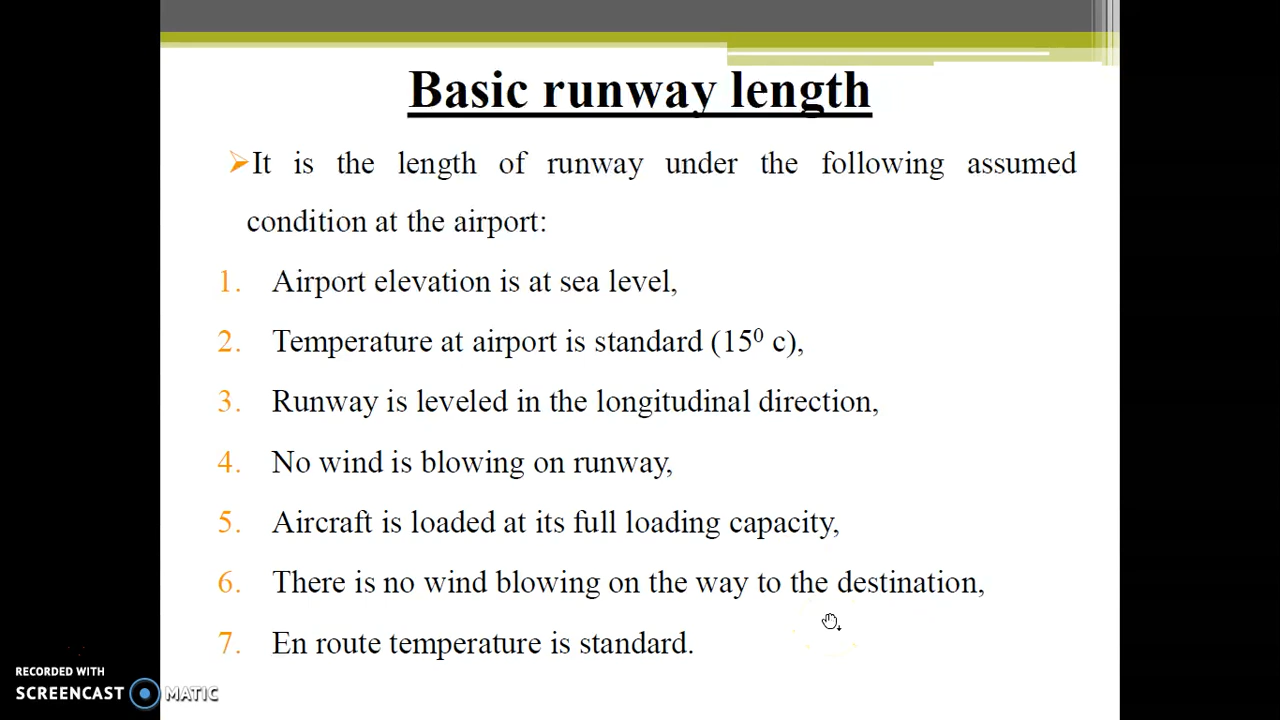 Basic runway length
➢It is the length of runway under the following assumed
condition at the airport:
1. Airport elevation is at sea level,
2. Temperature at airport is standard (15⁰ c),
3. Runway is leveled in the longitudinal direction,
4. No wind is blowing on runway,
5. Aircraft is loaded at its full loading capacity,
6. There is no wind blowing on the way to the destination,
7. En route temperature is standard.
RECORDED WITH
SCREENCAST MATIC